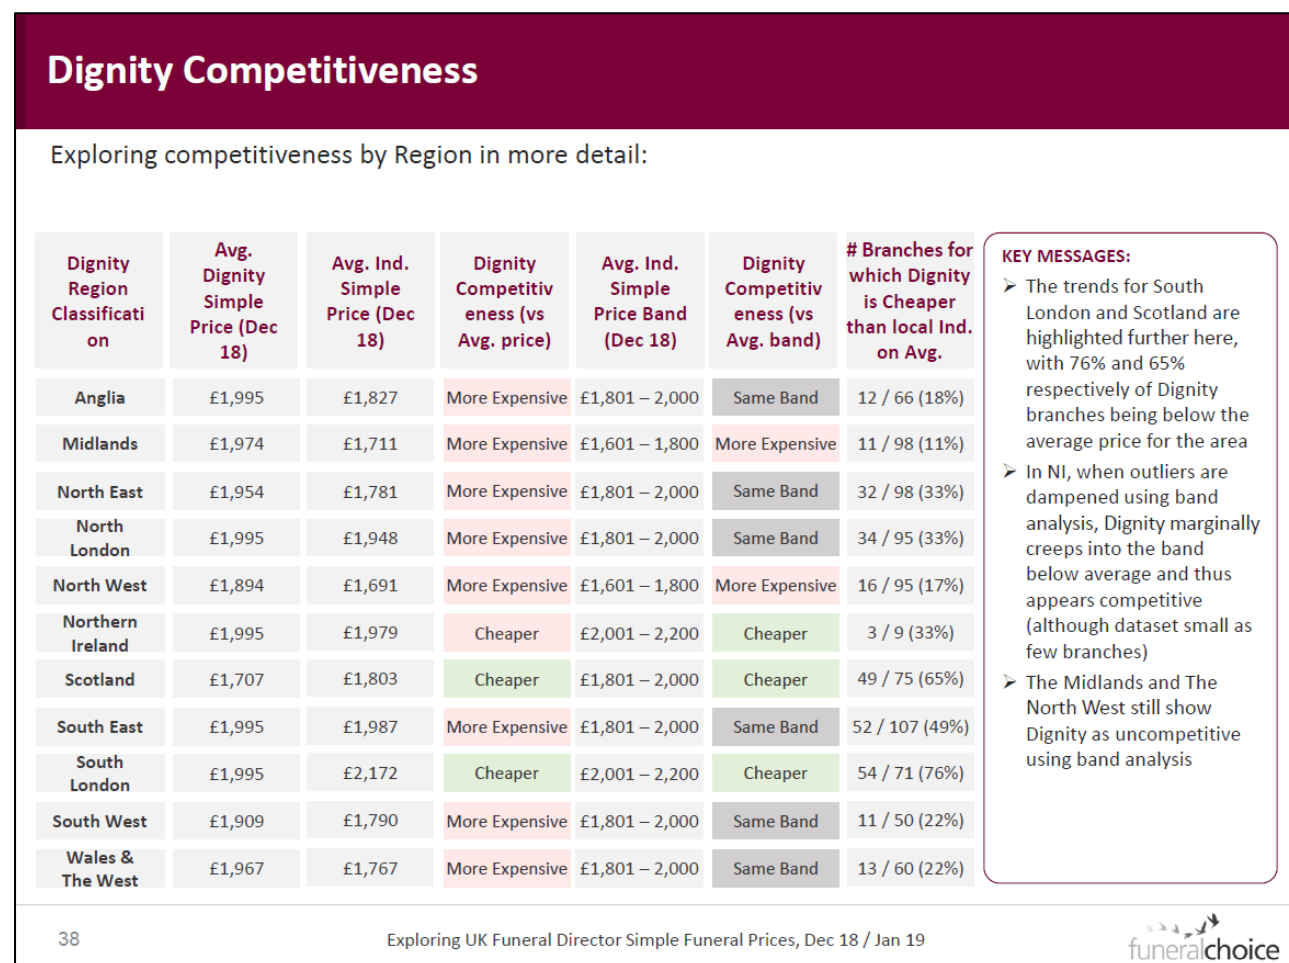 Dignity Competitiveness
Exploring competitiveness by Region in more detail:
Dignity
Region
Classificati
on
Avg.
Dignity
Simple
Price (Dec
18)
Avg. Ind.
Simple
Price (Dec
18)
Dignity
Competitiv
eness (vs
Avg. price)
Avg. Ind.
Simple
Price Band
(Dec 18)
Dignity
Competitiv
eness (vs
Avg. band)
# Branches for
which Dignity
is Cheaper
than local Ind.
on Avg.
Anglia £1,995 £1,827 More Expensive £1,801 – 2,000 Same Band 12 / 66 (18%)
Midlands £1,974 £1,711 More Expensive £1,601 – 1,800 More Expensive 11 / 98 (11%)
North East £1,954 £1,781 More Expensive £1,801 – 2,000 Same Band 32 / 98 (33%)
North
London £1,995 £1,948 More Expensive £1,801 – 2,000 Same Band 34 / 95 (33%)
North West £1,894 £1,691 More Expensive £1,601 – 1,800 More Expensive 16 / 95 (17%)
Northern
Ireland £1,995 £1,979 Cheaper £2,001 – 2,200 Cheaper 3 / 9 (33%)
Scotland £1,707 £1,803 Cheaper £1,801 – 2,000 Cheaper 49 / 75 (65%)
South East £1,995 £1,987 More Expensive £1,801 – 2,000 Same Band 52 / 107 (49%)
South
London £1,995 £2,172 Cheaper £2,001 – 2,200 Cheaper 54 / 71 (76%)
South West £1,909 £1,790 More Expensive £1,801 – 2,000 Same Band 11 / 50 (22%)
Wales &
The West £1,967 £1,767 More Expensive £1,801 – 2,000 Same Band 13 / 60 (22%)
KEY MESSAGES:
➢ The trends for South
London and Scotland are
highlighted further here,
with 76% and 65%
respectively of Dignity
branches being below the
average price for the area
➢ In NI, when outliers are
dampened using band
analysis, Dignity marginally
creeps into the band
below average and thus
appears competitive
(although dataset small as
few branches)
➢ The Midlands and The
North West still show
Dignity as uncompetitive
using band analysis
38
Exploring UK Funeral Director Simple Funeral Prices, Dec 18 / Jan 19
funeralchoice